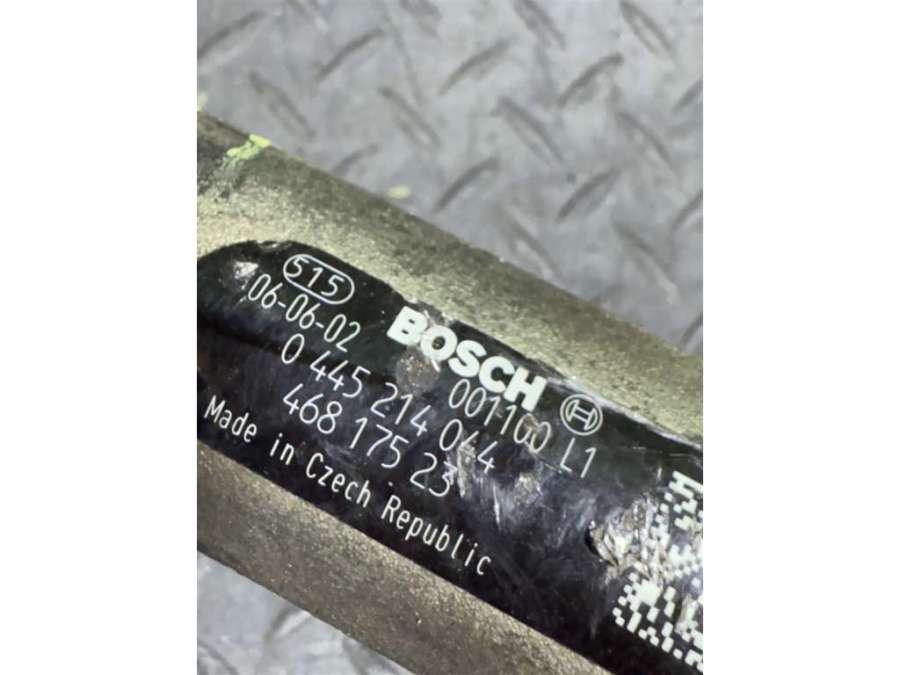 515
06-06-02
BOSCH
001100 L1
0 445 214 044
468 175 23
Made in Czech Republic